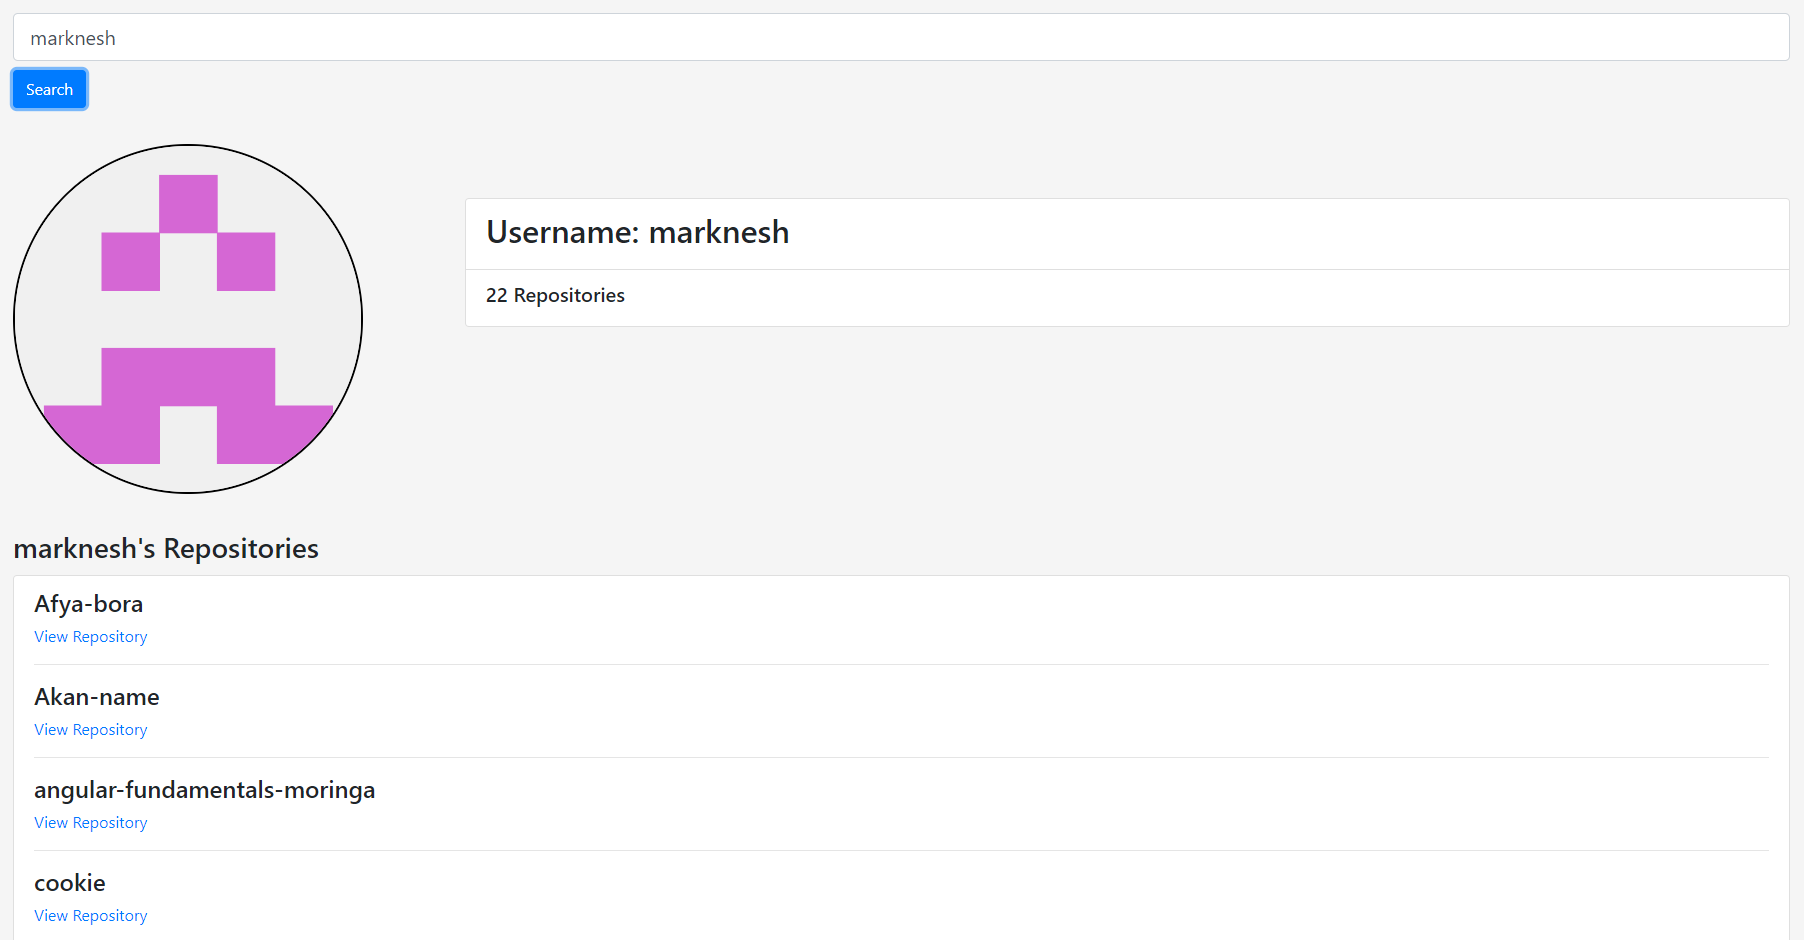 marknesh
Search
Username: marknesh
22 Repositories
marknesh's Repositories
Afya-bora
View Repository
Akan-name
View Repository
angular-fundamentals-moringa
View Repository
cookie
View Repository